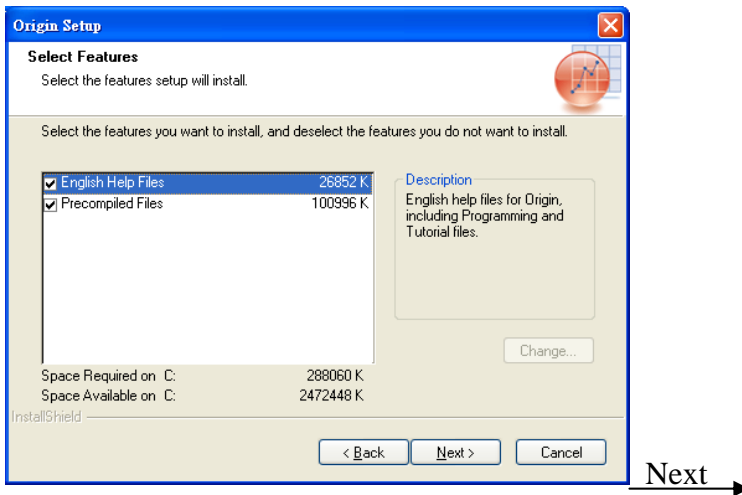 Origin Setup
Select Features
Select the features setup will install.
Select the features you want to install, and deselect the features you do not want to install.
English Help Files 26852 K
Precompiled Files 100996 K
Description
English help files for Origin,
including Programming and
Tutorial files.
Change...
Space Required on C: 288060 K
Space Available on C: 2472448 K
InstallShield
< Back Next > Cancel
Next